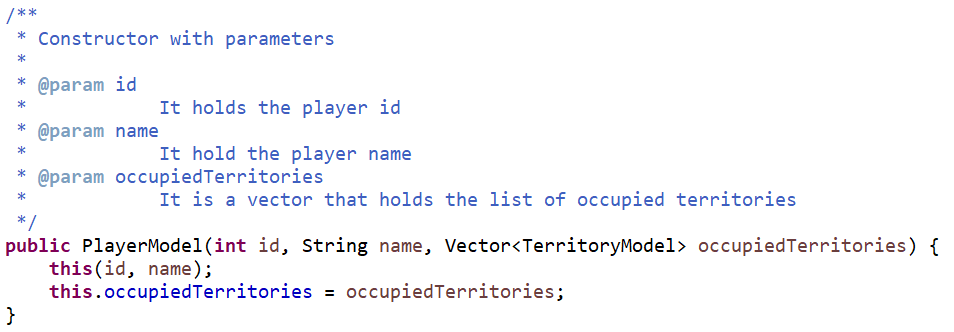 /**
 * Constructor with parameters
 *
 * @param id
 *            It holds the player id
 * @param name
 *            It hold the player name
 * @param occupiedTerritories
 *            It is a vector that holds the list of occupied territories
 */
public PlayerModel(int id, String name, Vector<TerritoryModel> occupiedTerritories) {
    this(id, name);
    this.occupiedTerritories = occupiedTerritories;
}